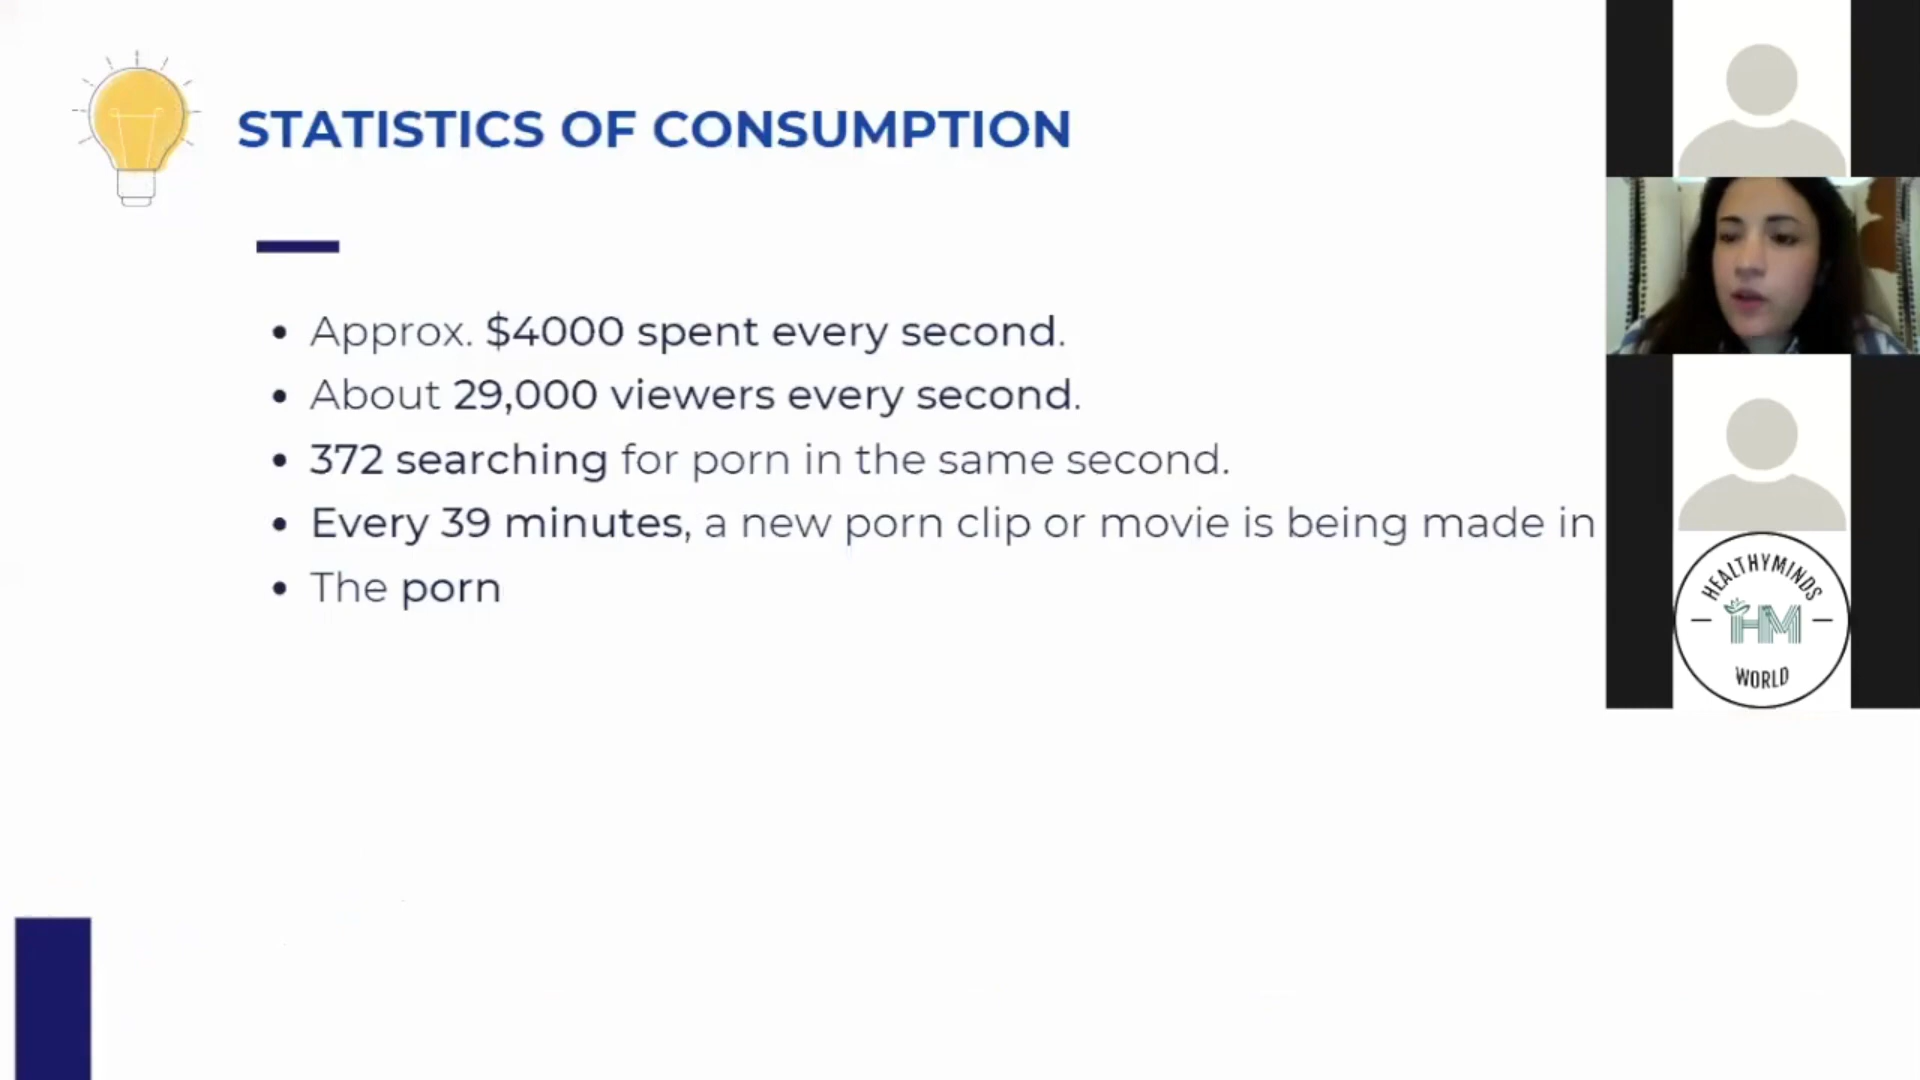 STATISTICS OF CONSUMPTION
• Approx. $4000 spent every second.
• About 29,000 viewers every second.
• 372 searching for porn in the same second.
• Every 39 minutes, a new porn clip or movie is being made in
• The porn
HEALTHYMINDS
HM
WORLD